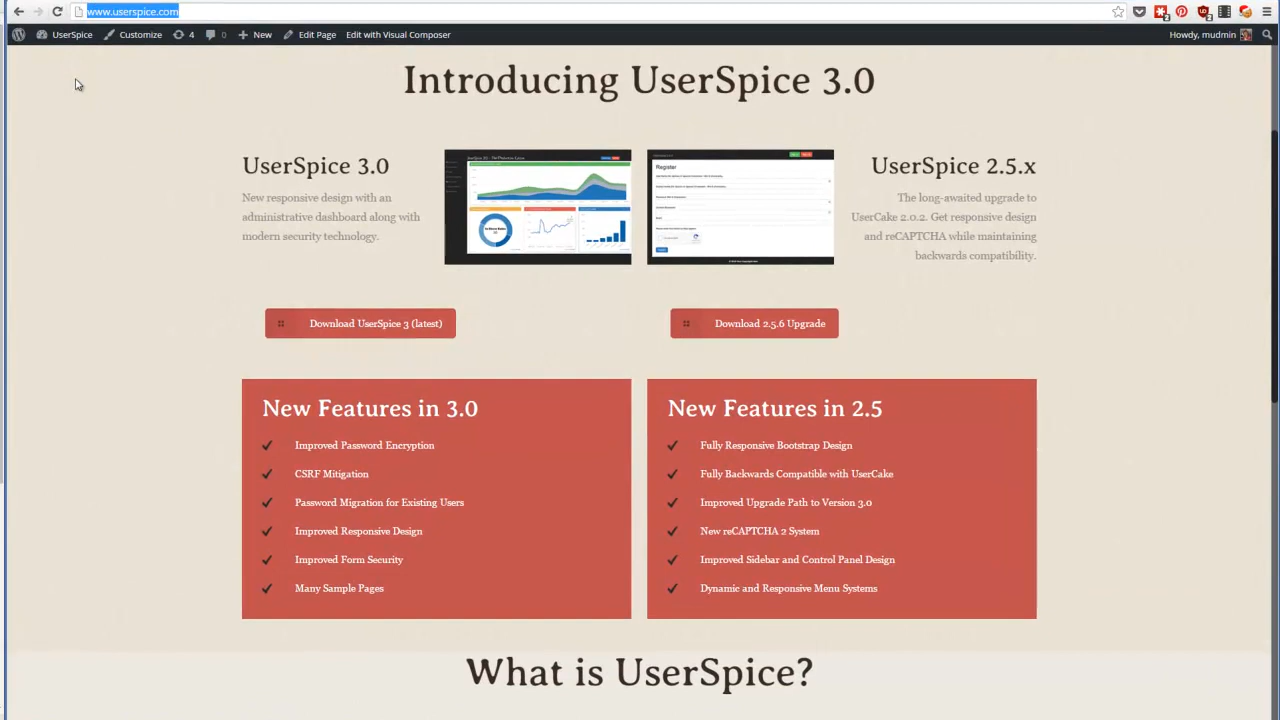 www.userspice.com
UserSpice Customize 4 0 New Edit Page Edit with Visual Composer Howdy, mudmin
Introducing UserSpice 3.0
UserSpice 3.0
New responsive design with an
administrative dashboard along with
modern security technology.
Register
UserSpice 2.5.x
The long-awaited upgrade to
UserCake 2.0.2. Get responsive design
and reCAPTCHA while maintaining
backwards compatibility.
Download UserSpice 3 (latest)
Download 2.5.6 Upgrade
New Features in 3.0
Improved Password Encryption
CSRF Mitigation
Password Migration for Existing Users
Improved Responsive Design
Improved Form Security
Many Sample Pages
New Features in 2.5
Fully Responsive Bootstrap Design
Fully Backwards Compatible with UserCake
Improved Upgrade Path to Version 3.0
New reCAPTCHA 2 System
Improved Sidebar and Control Panel Design
Dynamic and Responsive Menu Systems
What is UserSpice?